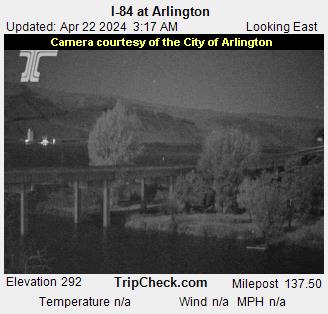 I-84 at Arlington
Updated: Apr 22 2024 3:17 AM Looking East
Camera courtesy of the City of Arlington
Elevation 292 TripCheck.com Milepost 137.50
Temperature n/a Wind n/a MPH n/a